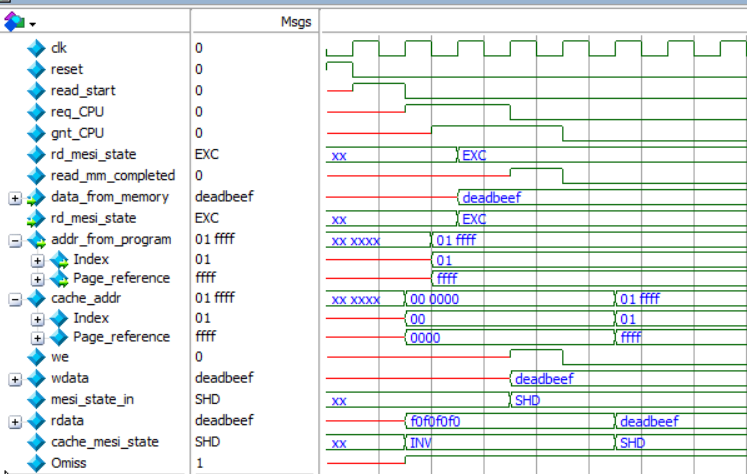 Msgs
clk 0
reset 0
read_start 0
req_CPU 0
gnt_CPU 0
rd_mesi_state EXC xx EXC
read_mm_completed 0
data_from_memory deadbeef deadbeef
rd_mesi_state EXC xx EXC
addr_from_program 01 ffff xx xxxx 01 ffff
Index 01 01
Page_reference ffff ffff
cache_addr 01 ffff xx xxxx 00 0000 01 ffff
Index 01 00 01
Page_reference ffff 0000 ffff
we 0
wdata deadbeef deadbeef
mesi_state_in SHD xx SHD
rdata deadbeef f0f0f0f0 deadbeef
cache_mesi_state SHD xx INV SHD
Omiss 1